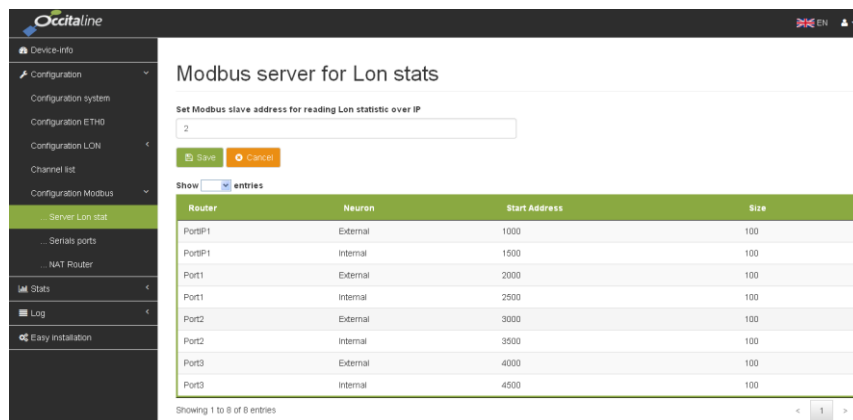 Occitaline
EN
Device-info
Configuration
Configuration system
Configuration ETH0
Configuration LON
Channel list
Configuration Modbus
... Server Lon stat
... Serials ports
... NAT Router
Stats
Log
Easy installation
Modbus server for Lon stats
Set Modbus slave address for reading Lon statistic over IP
2
Save Cancel
Show entries
Router Neuron Start Address Size
PortIP1 External 1000 100
PortIP1 Internal 1500 100
Port1 External 2000 100
Port1 Internal 2500 100
Port2 External 3000 100
Port2 Internal 3500 100
Port3 External 4000 100
Port3 Internal 4500 100
Showing 1 to 8 of 8 entries
< 1 >